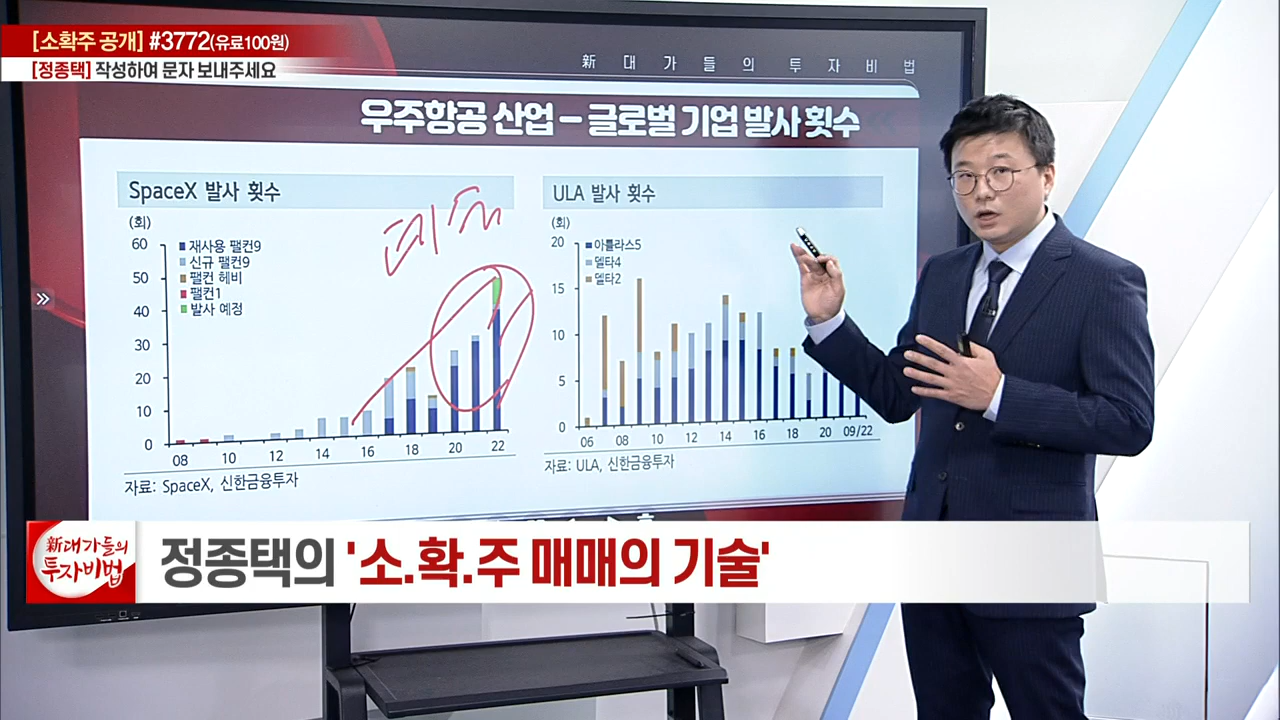 [소확주 공개] #3772(유료100원)
[정종택] 작성하여 문자 보내주세요
新 대가들의 투자비법
우주항공 산업 – 글로벌 기업 발사 횟수
SpaceX 발사 횟수
(회)
60
50
40
30
20
10
0
재사용 팰컨9
신규 팰컨9
팰컨 헤비
팰컨1
발사 예정
08 10 12 14 16 18 20 22
자료: SpaceX, 신한금융투자
ULA 발사 횟수
(회)
20
15
10
5
0
아틀라스5
델타4
델타2
06 08 10 12 14 16 18 20 09/22
자료: ULA, 신한금융투자
新대가들의
투자비법
정종택의 '소.확.주 매매의 기술'